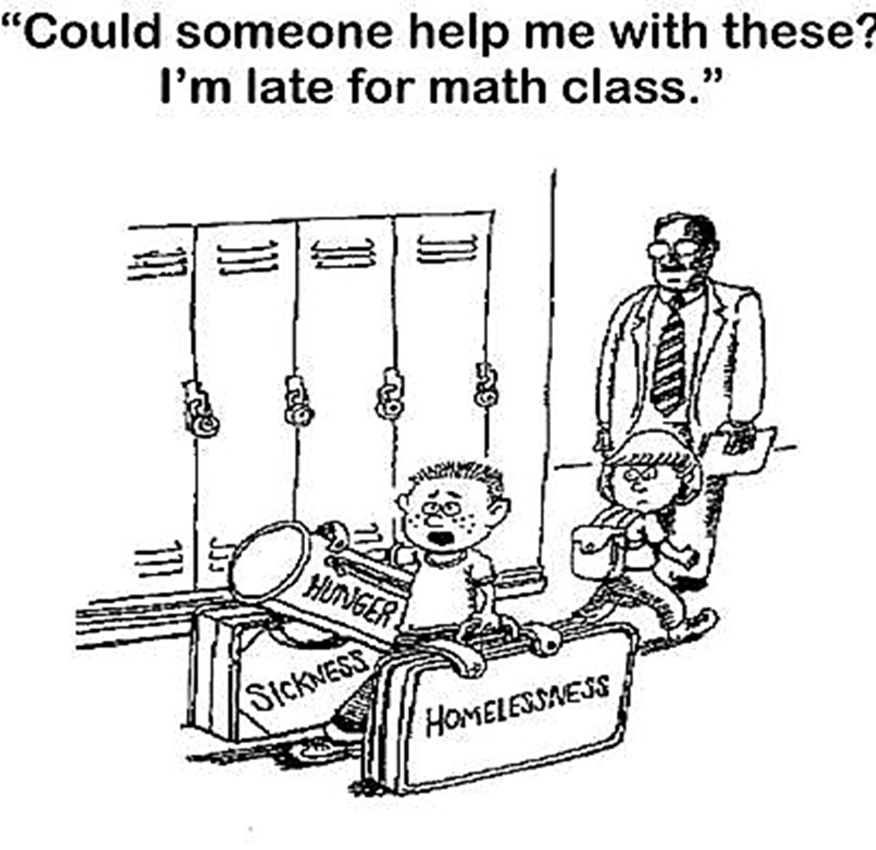 “Could someone help me with these?
I’m late for math class.”
HUNGER
SICKNESS
HOMELESSNESS